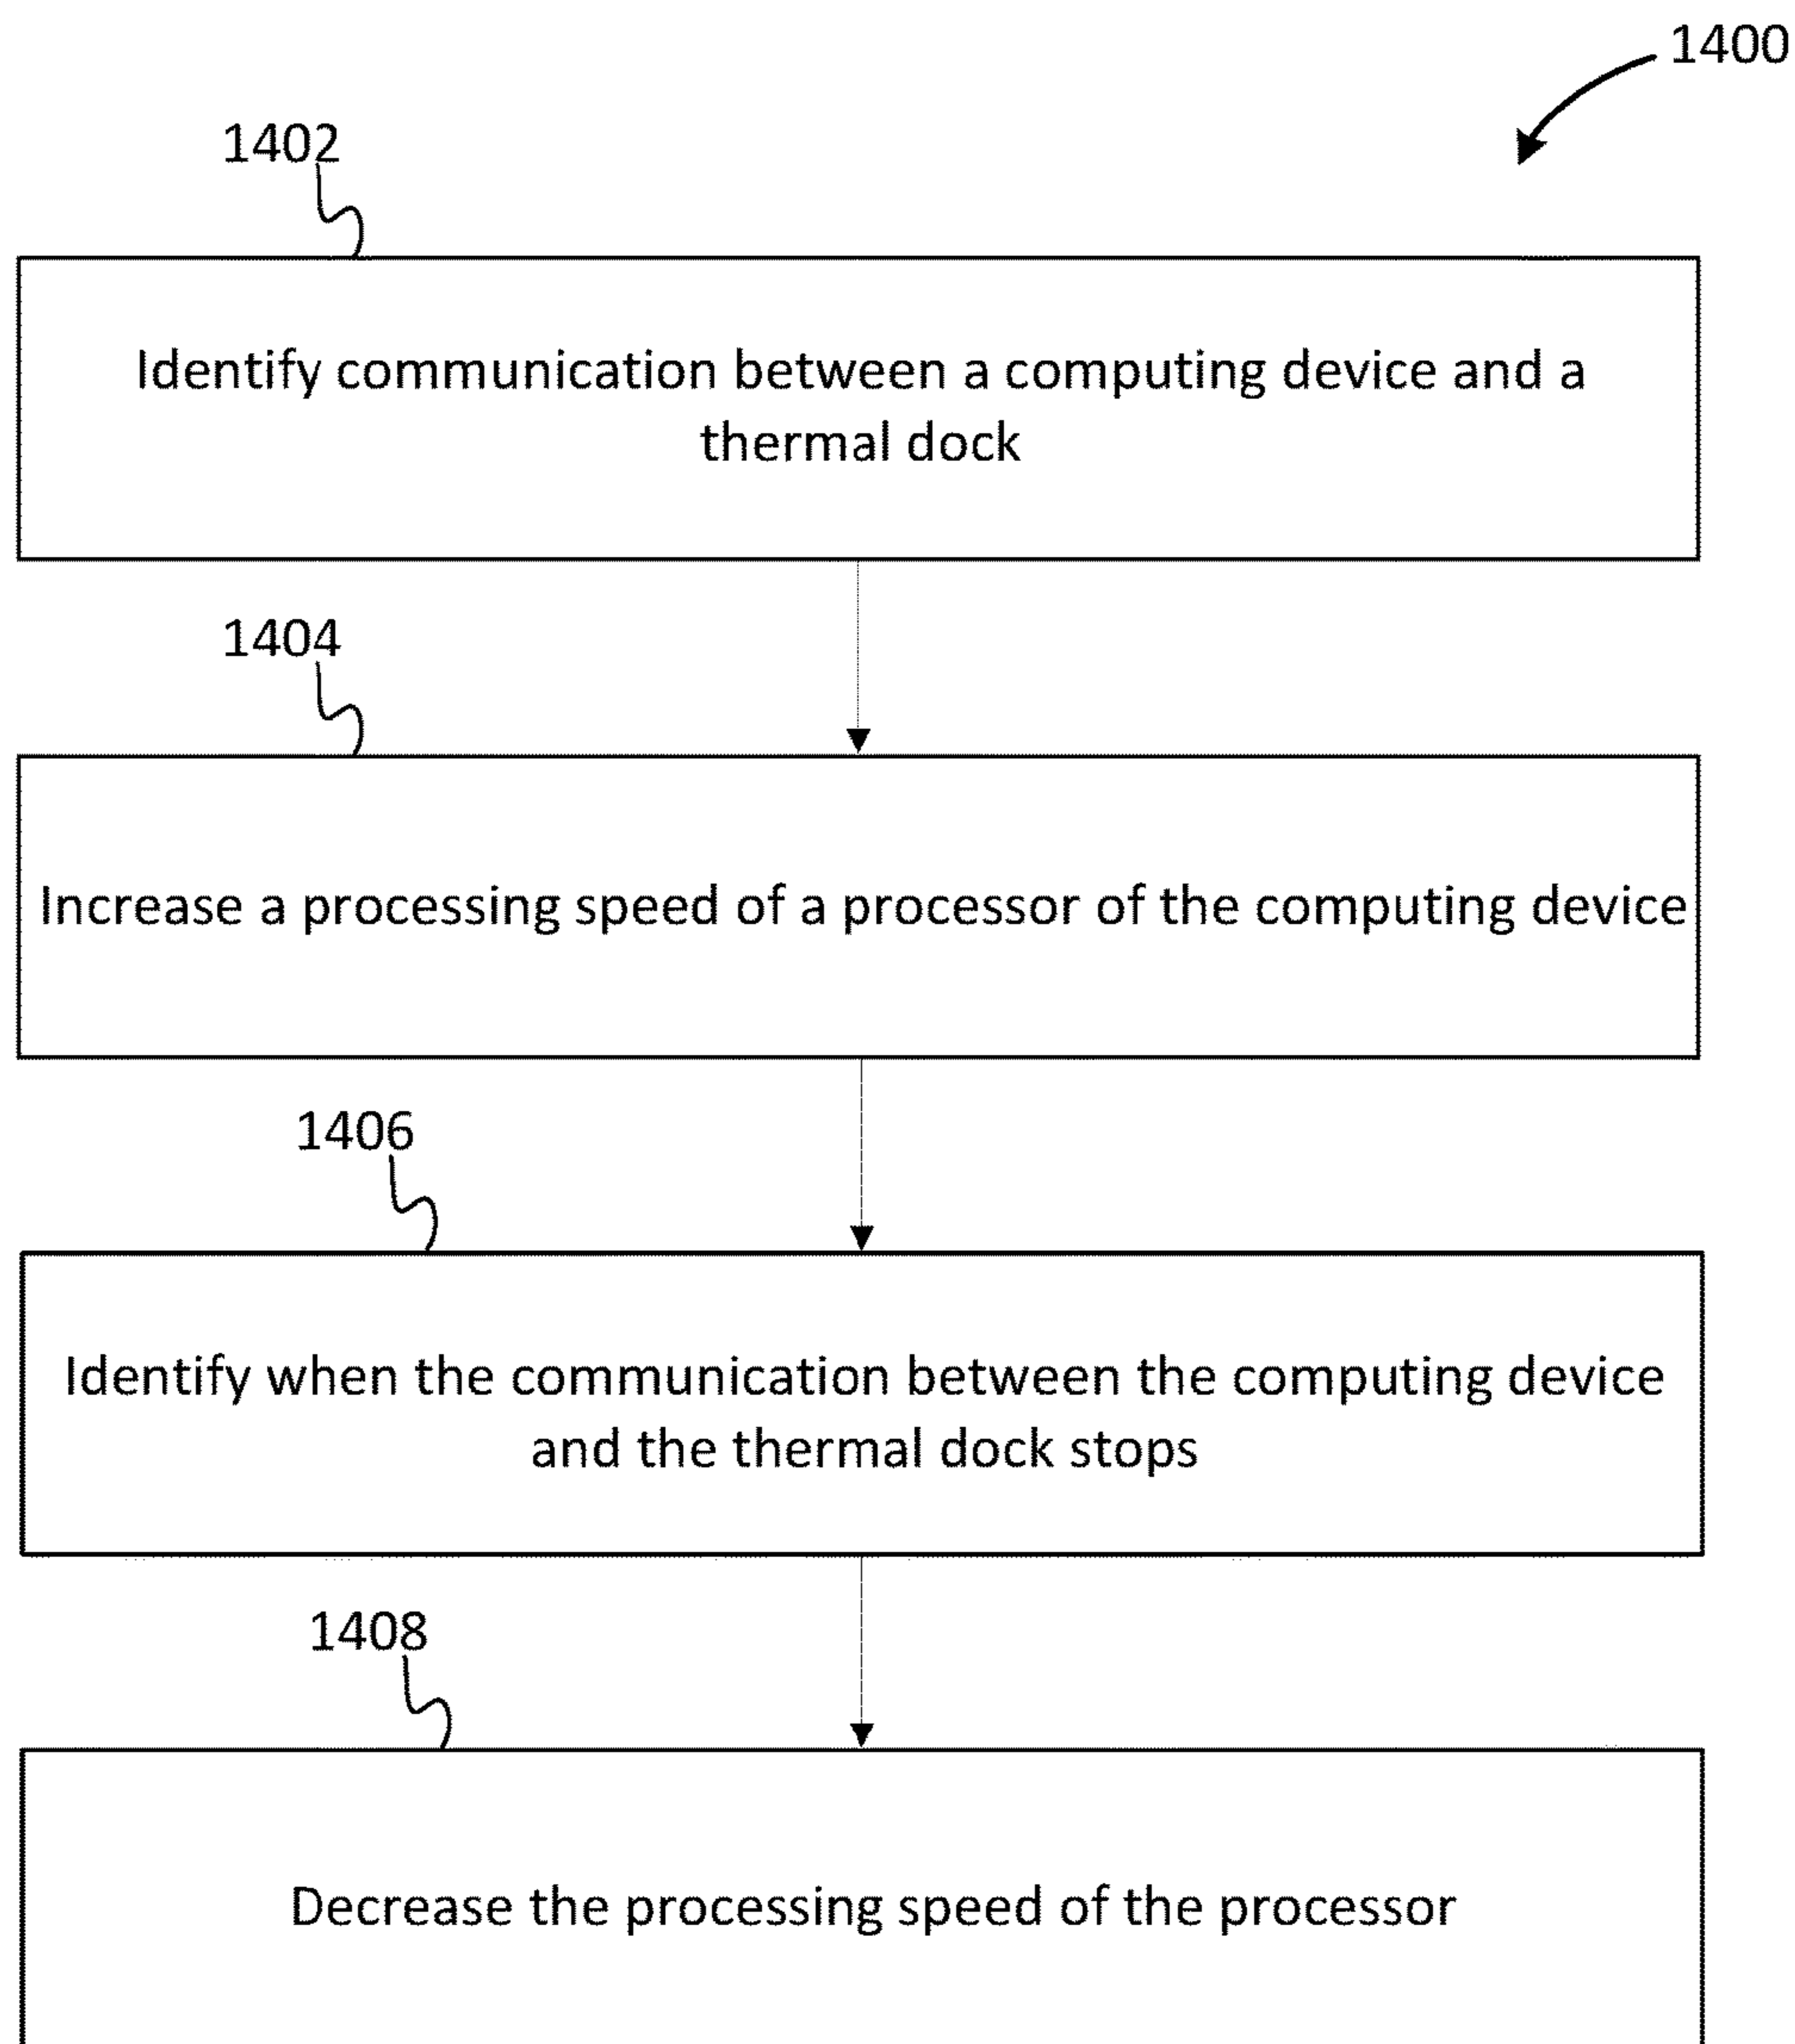 1400
1402
Identify communication between a computing device and a
thermal dock
1404
Increase a processing speed of a processor of the computing device
1406
Identify when the communication between the computing device
and the thermal dock stops
1408
Decrease the processing speed of the processor